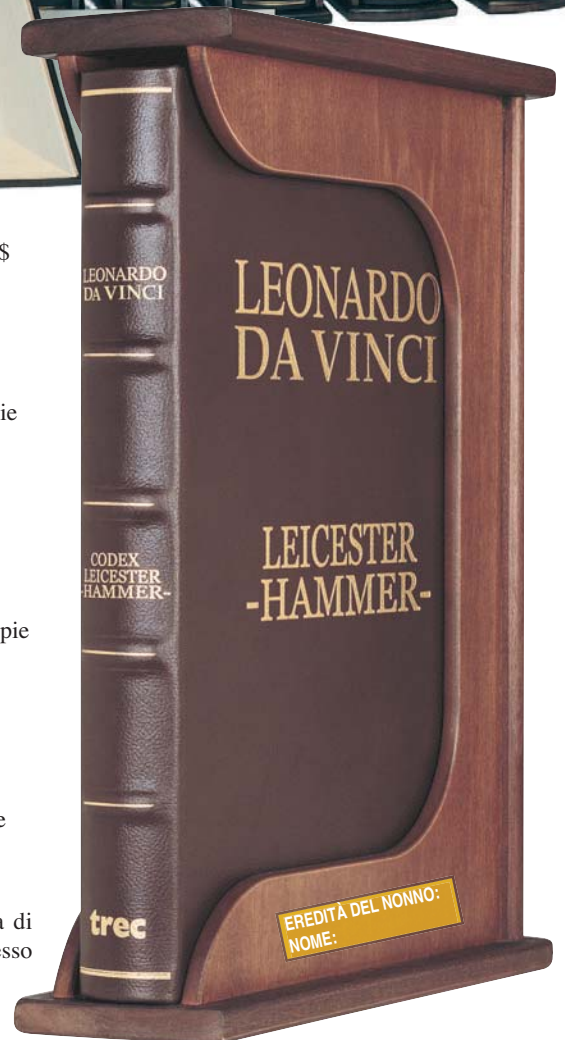 $
ie
pie
e
a di
esso
LEONARDO
DA VINCI
CODEX
LEICESTER
-HAMMER-
trec
LEONARDO
DA VINCI
LEICESTER
-HAMMER-
EREDITÀ DEL NONNO:
NOME: